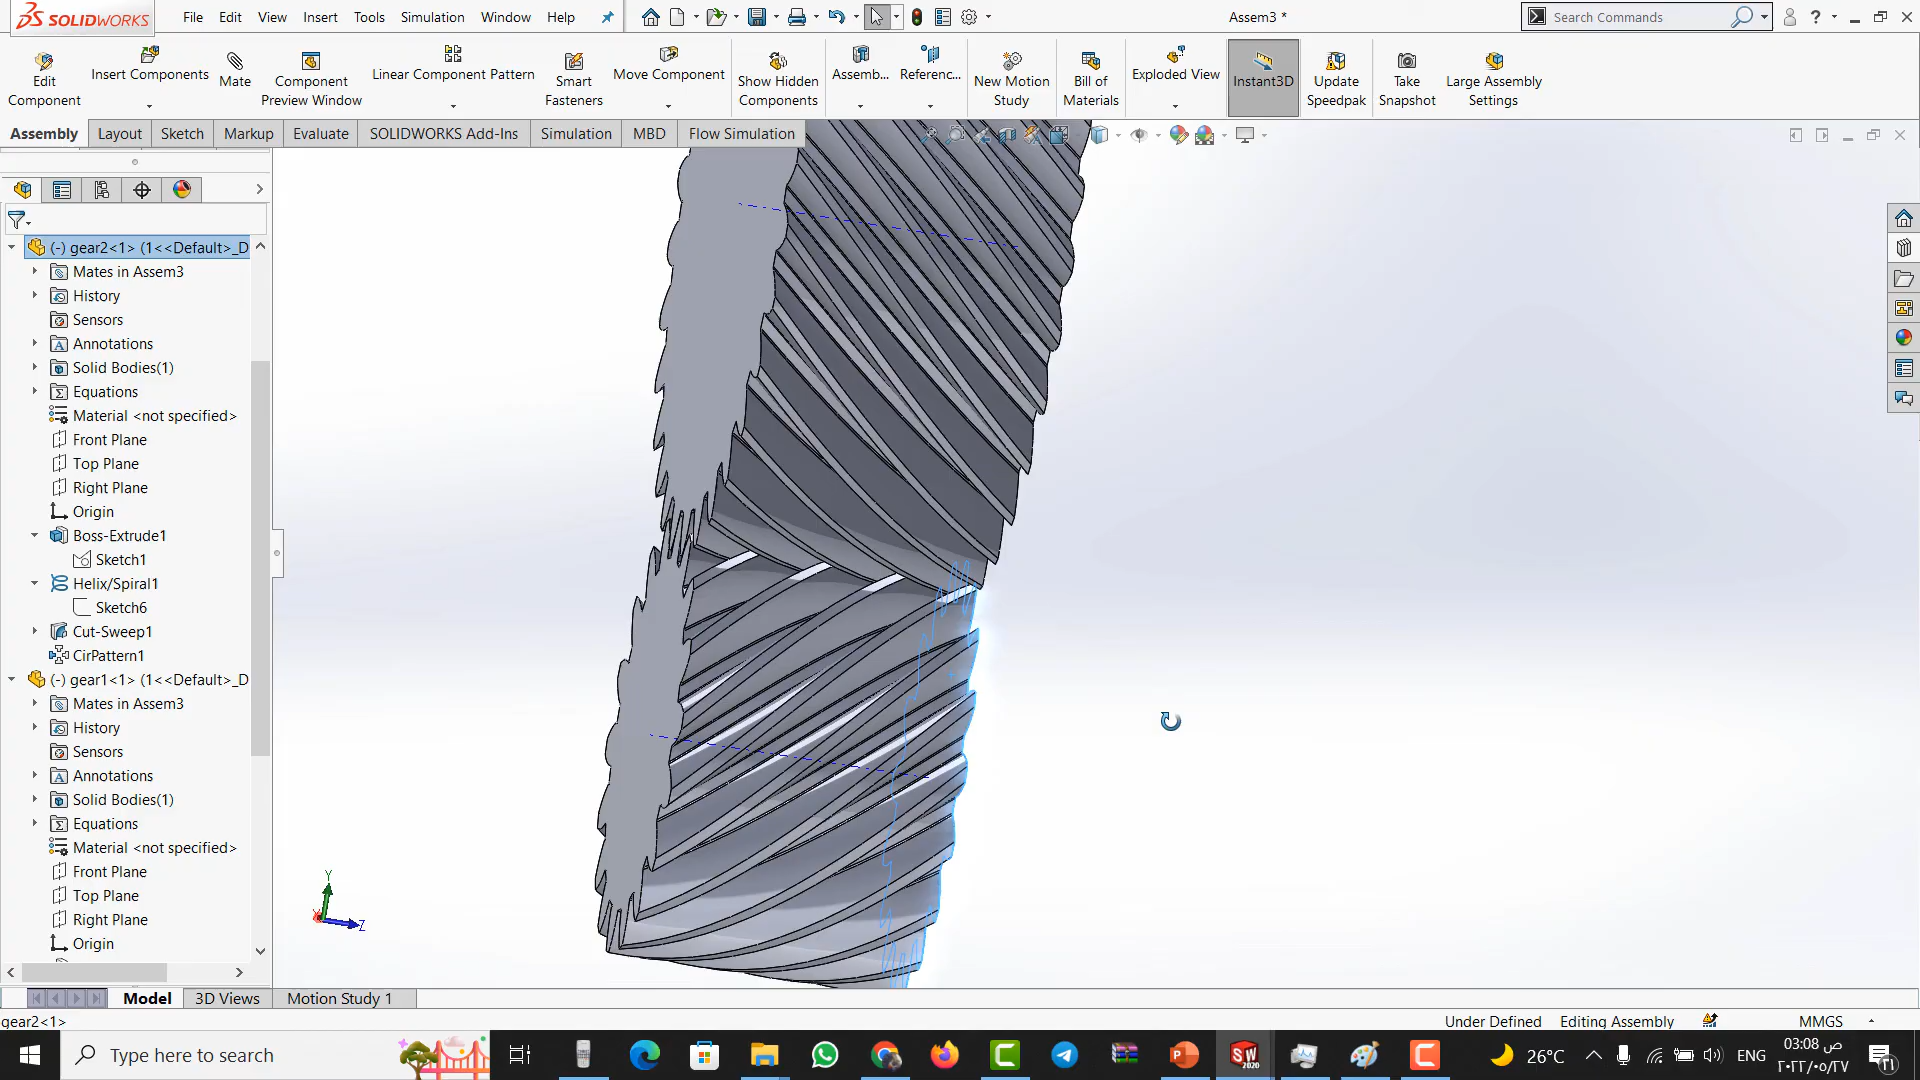 SOLIDWORKS File Edit View Insert Tools Simulation Window Help Assem3 * Search Commands ?
Edit Component
Insert Components
Mate
Component Preview Window
Linear Component Pattern
Smart Fasteners
Move Component
Show Hidden Components
Assemb...
Referenc...
New Motion Study
Bill of Materials
Exploded View
Instant3D
Update Speedpak
Take Snapshot
Large Assembly Settings
Assembly Layout Sketch Markup Evaluate SOLIDWORKS Add-Ins Simulation MBD Flow Simulation
(-) gear2<1> (1<<Default>_D
Mates in Assem3
History
Sensors
Annotations
Solid Bodies(1)
Equations
Material <not specified>
Front Plane
Top Plane
Right Plane
Origin
Boss-Extrude1
Sketch1
Helix/Spiral1
Sketch6
Cut-Sweep1
CirPattern1
(-) gear1<1> (1<<Default>_D
Mates in Assem3
History
Sensors
Annotations
Solid Bodies(1)
Equations
Material <not specified>
Front Plane
Top Plane
Right Plane
Origin
Y
Z
Model 3D Views Motion Study 1
gear2<1> Under Defined Editing Assembly MMGS
Type here to search 26°C ENG 03:08 ص
٢٠٢٢/٠٥/٢٧
SW 2020